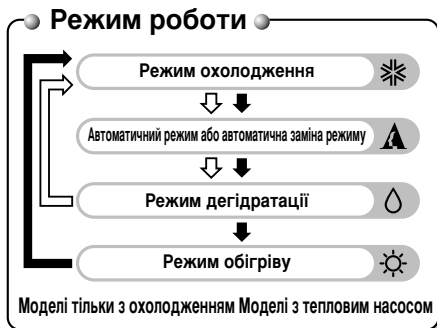 Режим роботи
Режим охолодження
Автоматичний режим або автоматична заміна режиму
Режим дегідратації
Режим обігріву
Моделі тільки з охолодженням Моделі з тепловим насосом